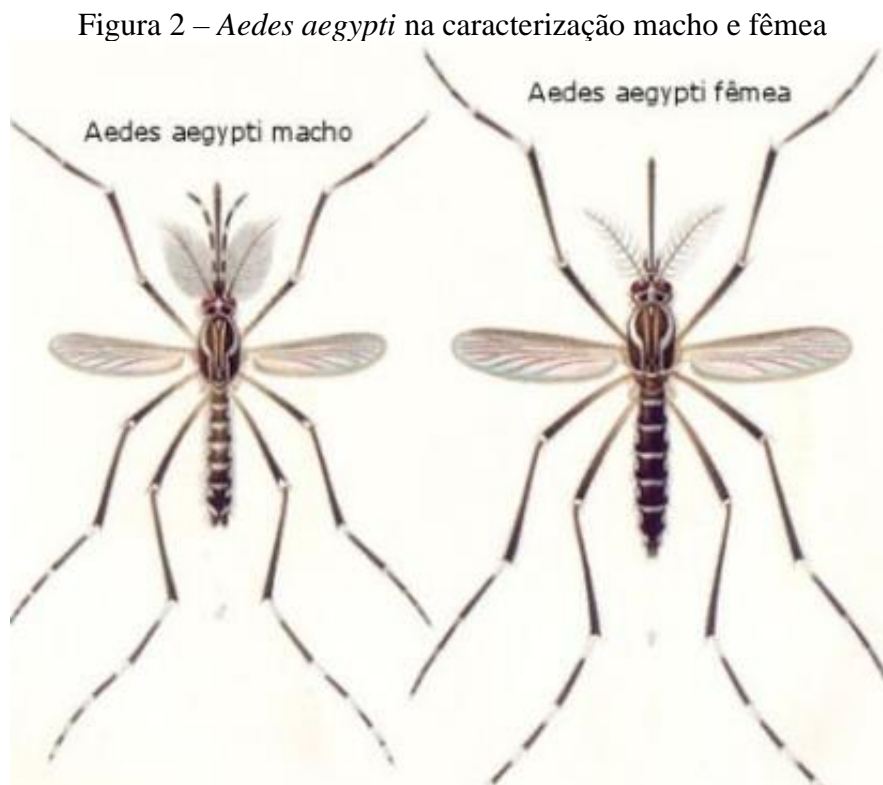 Figura 2 – Aedes aegypti na caracterização macho e fêmea
Aedes aegypti macho
Aedes aegypti fêmea